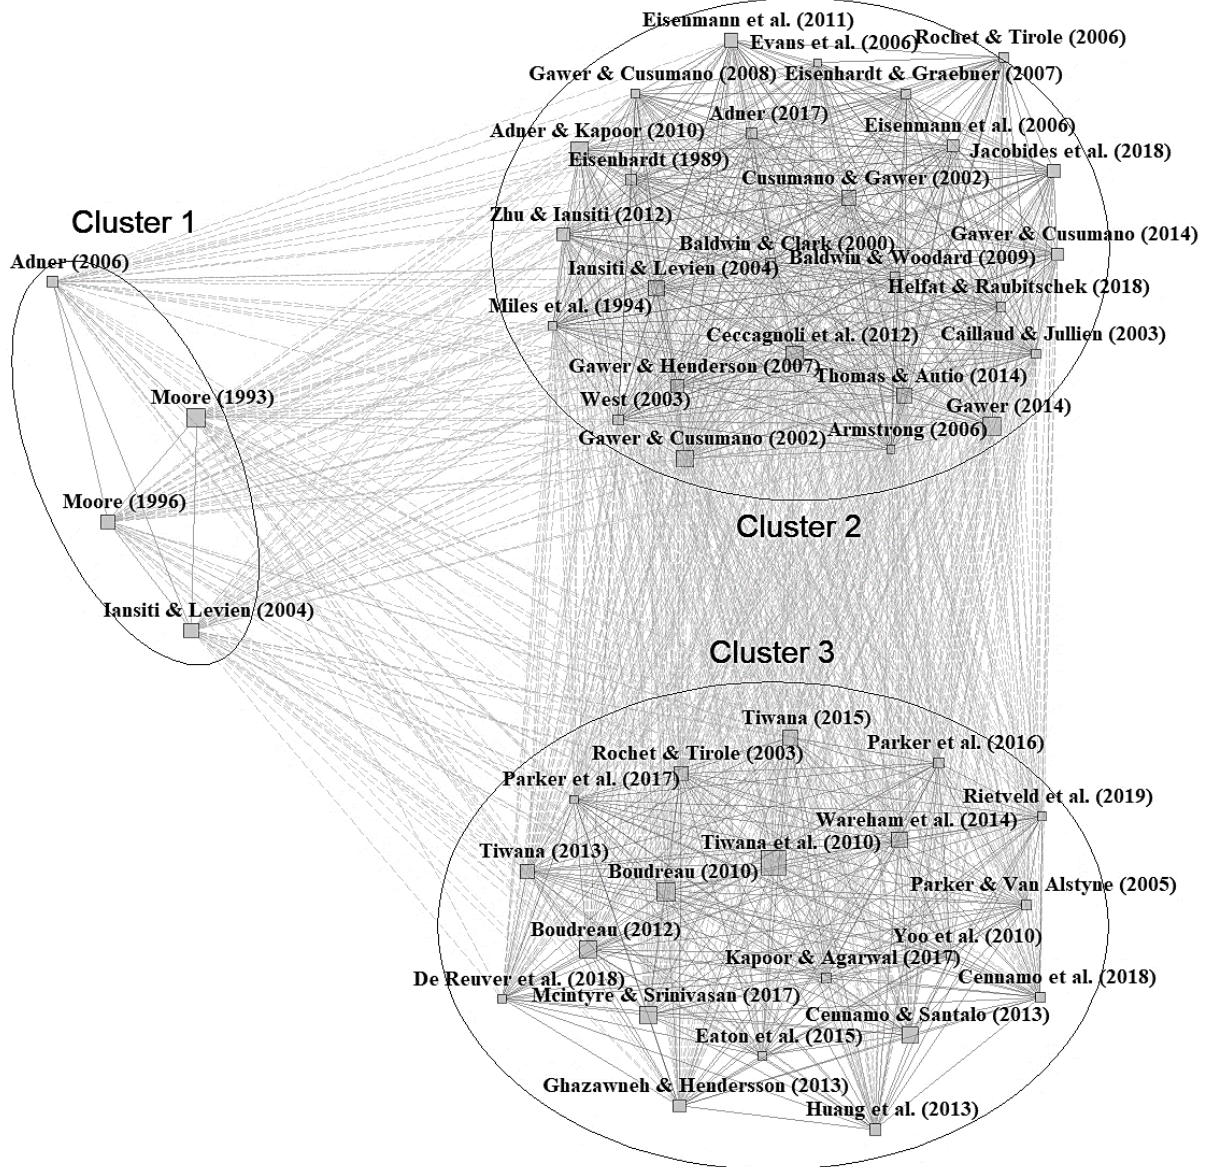 Eisenmann et al. (2011)
Evans et al. (2006)
Rochet & Tirole (2006)
Gawer & Cusumano (2008)
Eisenhardt & Graebner (2007)
Adner (2017)
Adner & Kapoor (2010)
Eisenmann et al. (2006)
Jacobides et al. (2018)
Eisenhardt (1989)
Cusumano & Gawer (2002)
Zhu & Iansiti (2012)
Gawer & Cusumano (2014)
Baldwin & Clark (2000)
Baldwin & Woodard (2009)
Iansiti & Levien (2004)
Helfat & Raubitschek (2018)
Miles et al. (1994)
Ceccagnoli et al. (2012)
Caillaud & Jullien (2003)
Gawer & Henderson (2007)
Thomas & Autio (2014)
West (2003)
Gawer (2014)
Gawer & Cusumano (2002)
Armstrong (2006)
Cluster 2
Cluster 1
Adner (2006)
Moore (1993)
Moore (1996)
Iansiti & Levien (2004)
Cluster 3
Tiwana (2015)
Parker et al. (2016)
Rochet & Tirole (2003)
Parker et al. (2017)
Rietveld et al. (2019)
Wareham et al. (2014)
Tiwana et al. (2010)
Tiwana (2013)
Boudreau (2010)
Parker & Van Alstyne (2005)
Boudreau (2012)
Yoo et al. (2010)
Kapoor & Agarwal (2017)
De Reuver et al. (2018)
Cennamo et al. (2018)
Mcintyre & Srinivasan (2017)
Cennamo & Santalo (2013)
Eaton et al. (2015)
Ghazawneh & Hendersson (2013)
Huang et al. (2013)